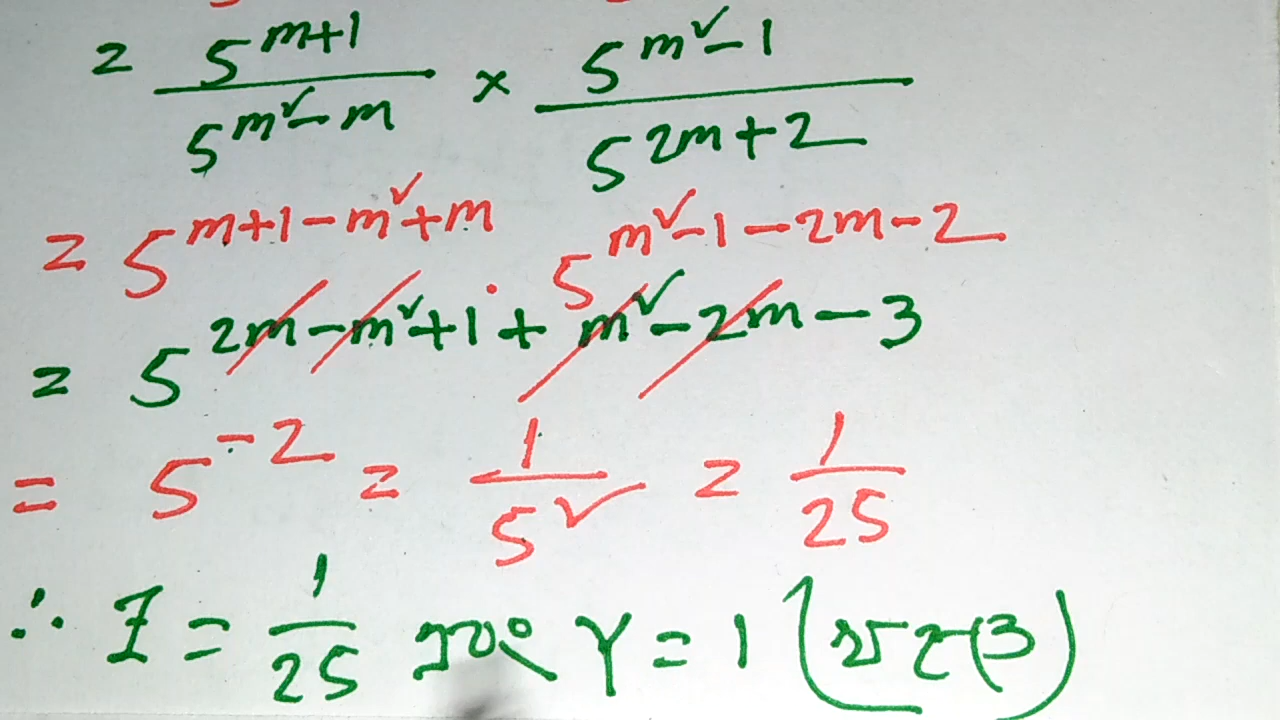 = 5^(m+1) / 5^(m²-m) × 5^(m²-1) / 5^(2m+2)
= 5^(m+1-m²+m) · 5^(m²-1-2m-2)
= 5^(2m-m²+1+m²-2m-3)
= 5^(-2) = 1/5² = 1/25
∴ Z = 1/25 এবং Y = 1 ( হতে)